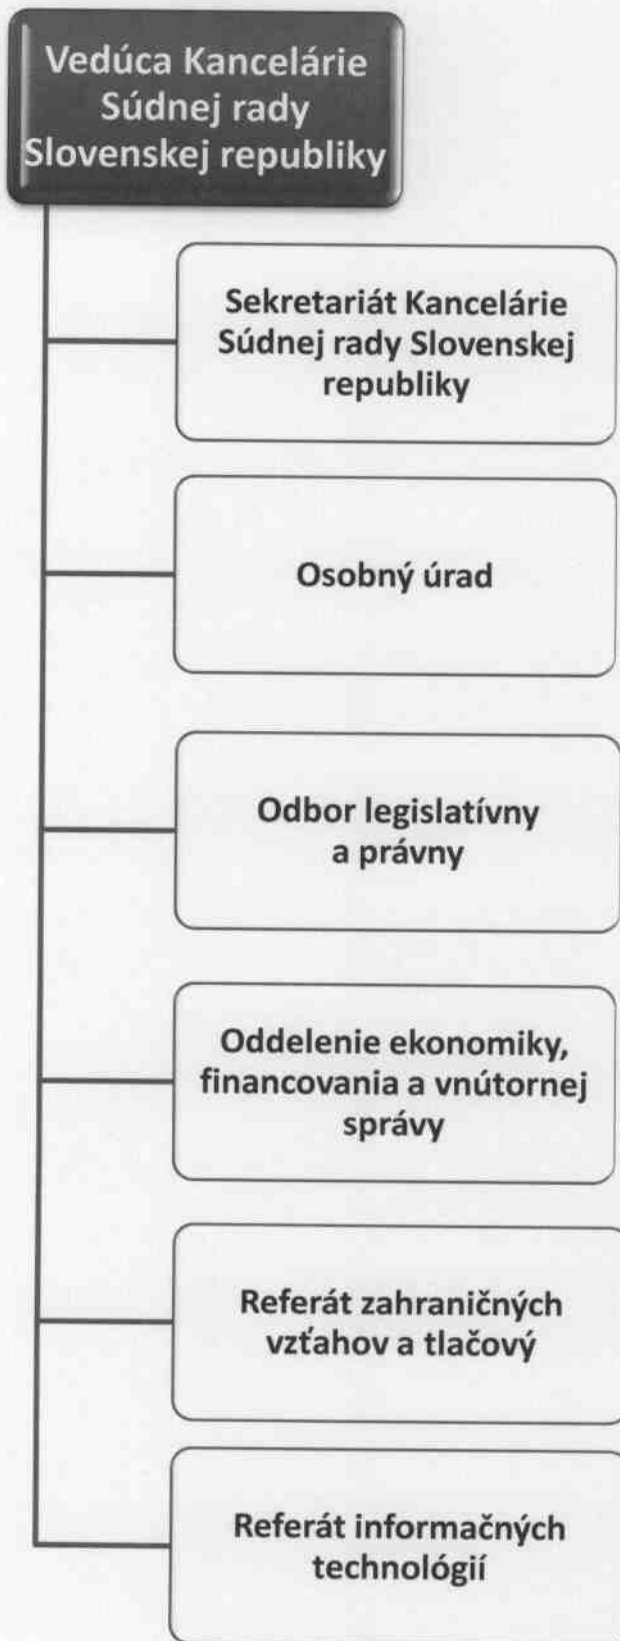 Vedúca Kancelárie
Súdnej rady
Slovenskej republiky
Sekretariát Kancelárie
Súdnej rady Slovenskej
republiky
Osobný úrad
Odbor legislatívny
a právny
Oddelenie ekonomiky,
financovania a vnútornej
správy
Referát zahraničných
vzťahov a tlačový
Referát informačných
technológií